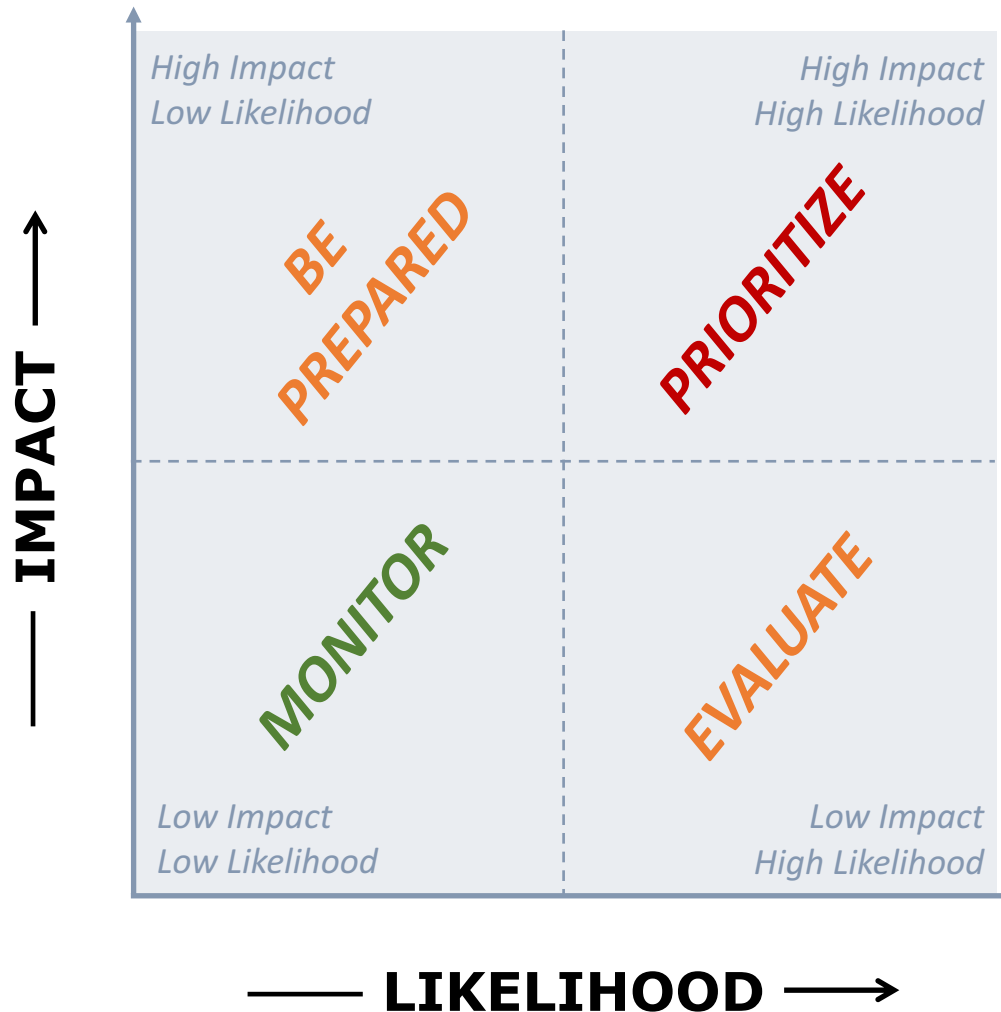 High Impact
Low Likelihood
High Impact
High Likelihood
BE
PREPARED
PRIORITIZE
IMPACT
MONITOR
EVALUATE
Low Impact
Low Likelihood
Low Impact
High Likelihood
LIKELIHOOD